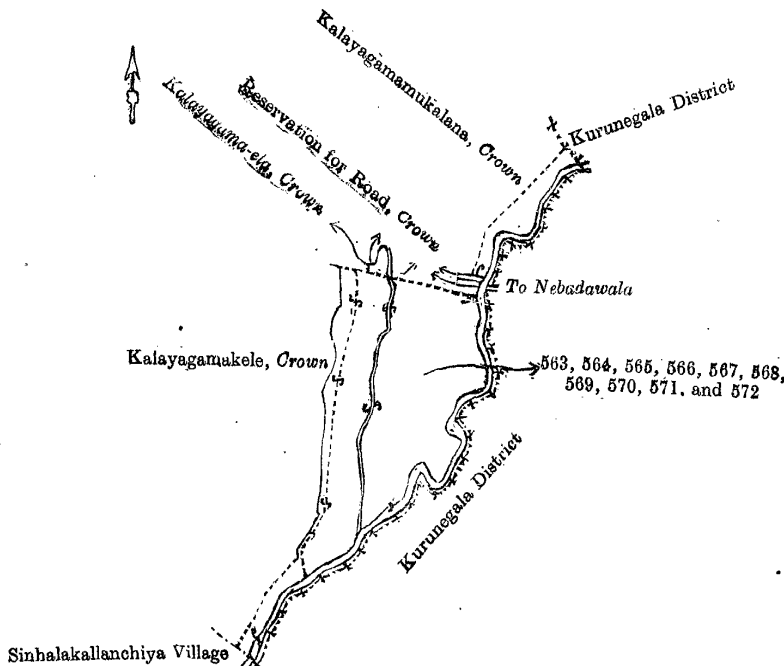 Kalayagamamukalana, Crown
Kurunegala District
Reservation for Road, Crown
Kalayagama-ela, Crown
To Nebadawala
Kalayagamakele, Crown
563, 564, 565, 566, 567, 568,
569, 570, 571. and 572
Kurunegala District
Sinhalakallanchiya Village